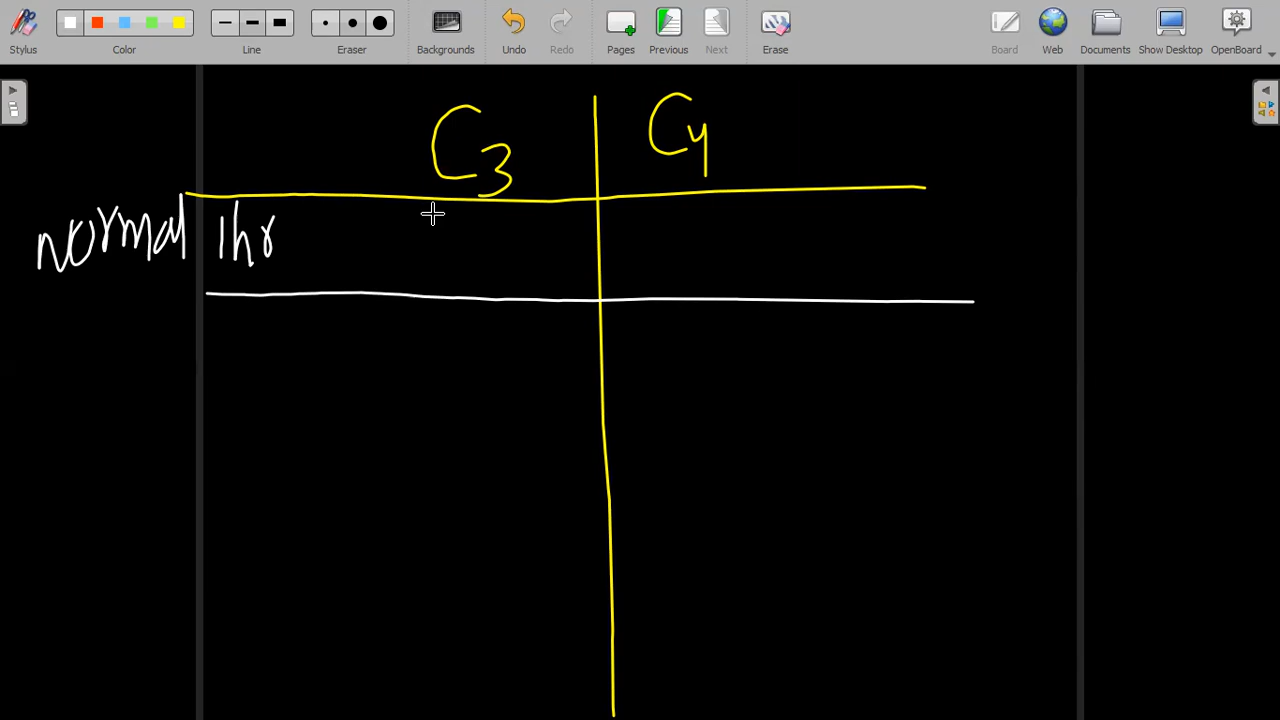 Stylus Color Line Eraser Backgrounds Undo Redo Pages Previous Next Erase Board Web Documents Show Desktop OpenBoard
C3 C4
normal 1hr